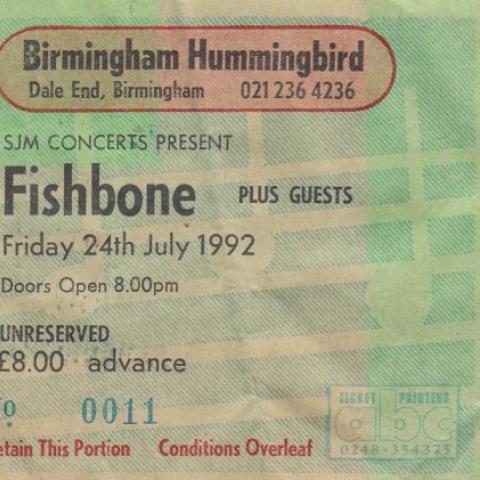 Birmingham Hummingbird
Dale End, Birmingham 021 236 4236
SJM CONCERTS PRESENT
Fishbone PLUS GUESTS
Friday 24th July 1992
Doors Open 8.00pm
UNRESERVED
£8.00 advance
No 0011
TICKET PRINTERS
abc
0248-354325
etain This Portion Conditions Overleaf